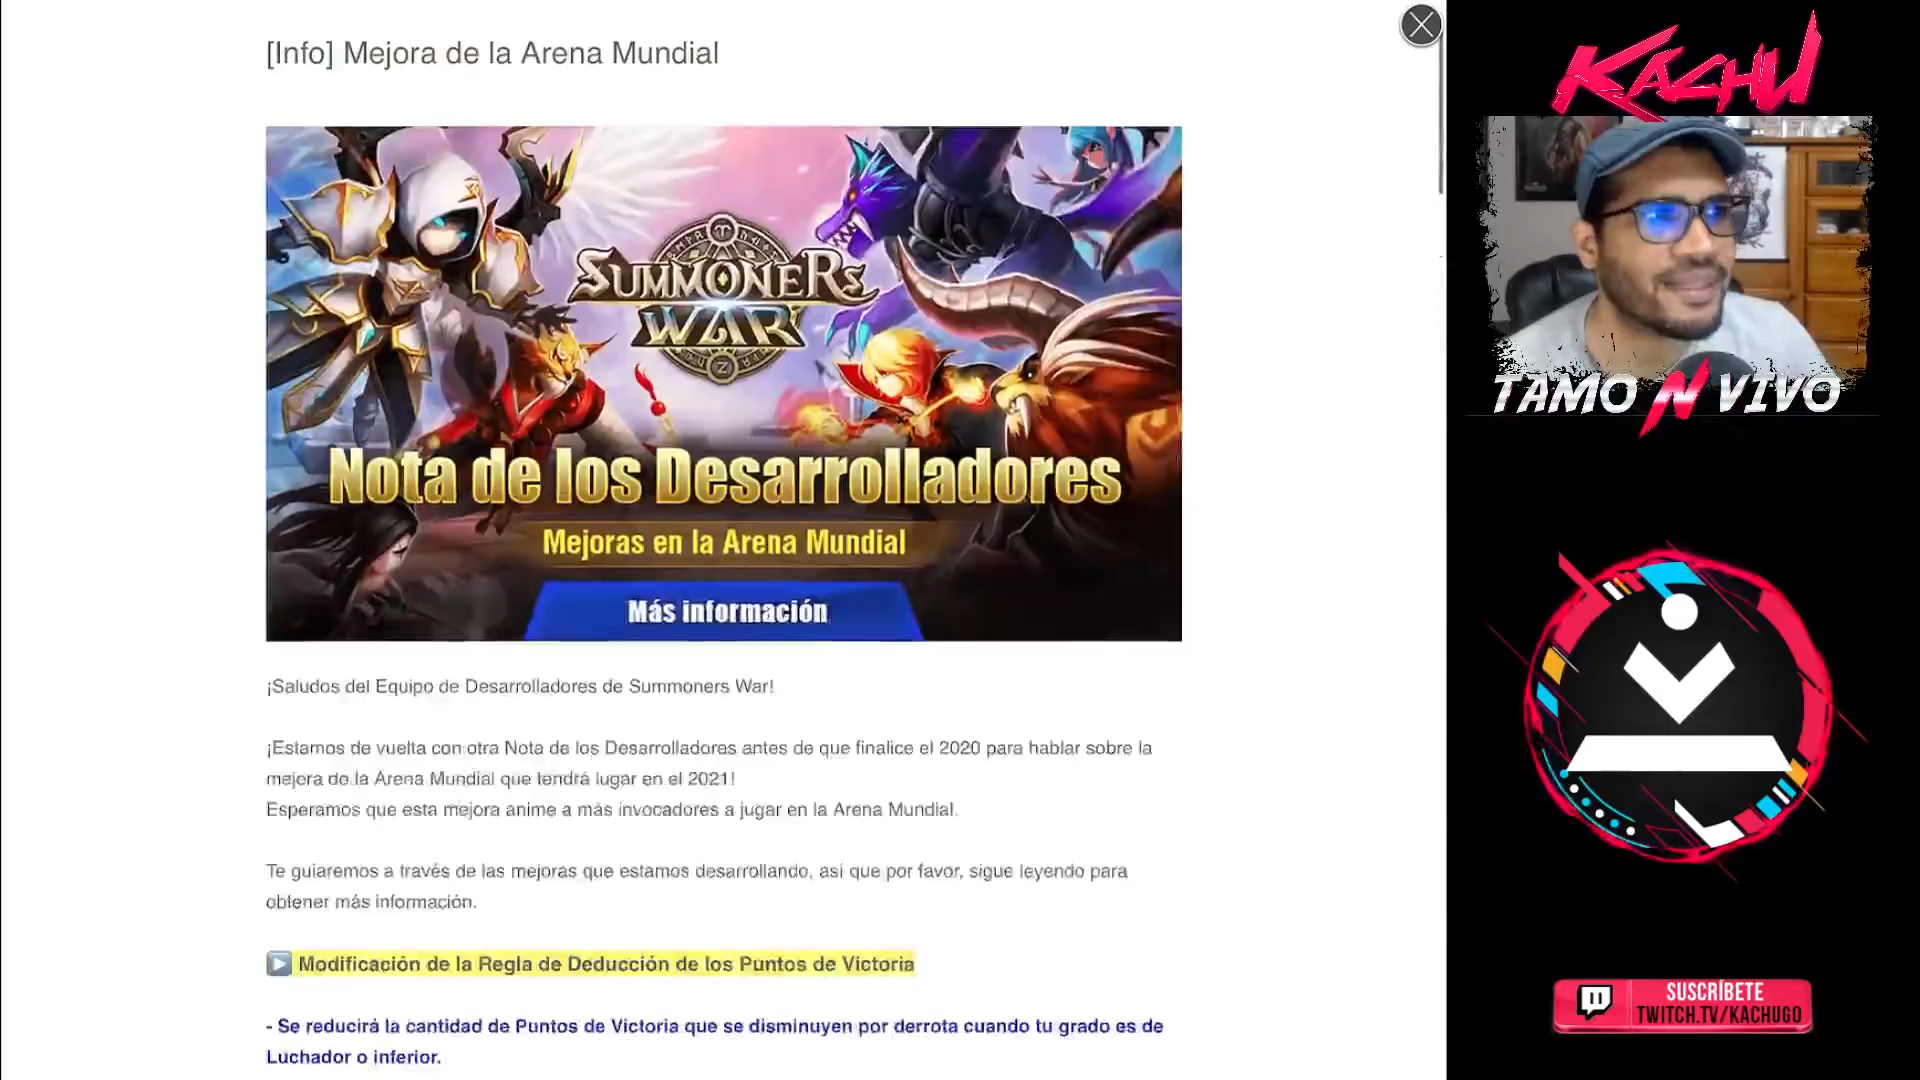 [Info] Mejora de la Arena Mundial
SUMMONERS
WAR
Nota de los Desarrolladores
Mejoras en la Arena Mundial
Más información
¡Saludos del Equipo de Desarrolladores de Summoners War!
¡Estamos de vuelta con otra Nota de los Desarrolladores antes de que finalice el 2020 para hablar sobre la
mejora de la Arena Mundial que tendrá lugar en el 2021!
Esperamos que esta mejora anime a más invocadores a jugar en la Arena Mundial.
Te guiaremos a través de las mejoras que estamos desarrollando, así que por favor, sigue leyendo para
obtener más información.
Modificación de la Regla de Deducción de los Puntos de Victoria
- Se reducirá la cantidad de Puntos de Victoria que se disminuyen por derrota cuando tu grado es de
Luchador o inferior.
KACHU
TAMO N VIVO
SUSCRÍBETE
TWITCH.TV/KACHUGO